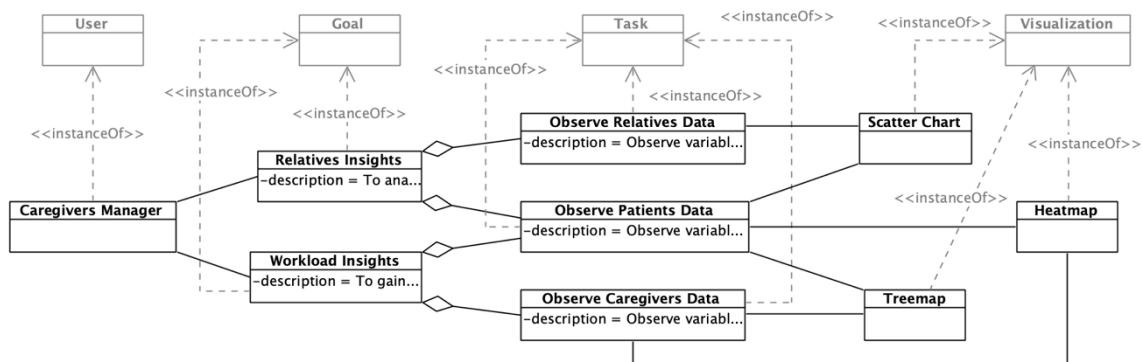 User
Goal
Task
Visualization
<<instanceOf>>
<<instanceOf>>
<<instanceOf>>
<<instanceOf>>
<<instanceOf>>
<<instanceOf>>
<<instanceOf>>
<<instanceOf>>
<<instanceOf>>
Observe Relatives Data
-description = Observe variabl...
Scatter Chart
Relatives Insights
-description = To ana...
Caregivers Manager
Observe Patients Data
-description = Observe variabl...
Heatmap
Workload Insights
-description = To gain...
Observe Caregivers Data
-description = Observe variabl...
Treemap